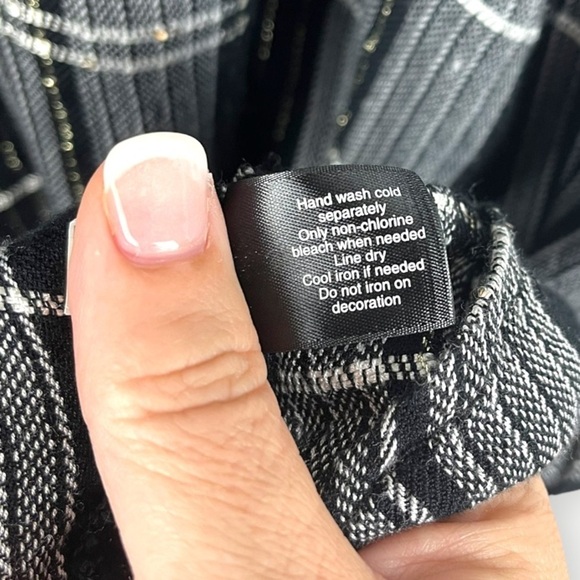 Hand wash cold
separately
Only non-chlorine
bleach when needed
Line dry
Cool iron if needed
Do not iron on
decoration